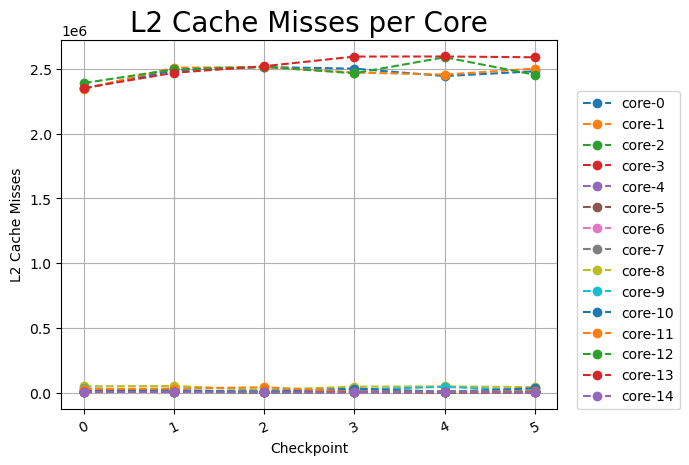 L2 Cache Misses per Core
1e6
2.5
2.0
1.5
1.0
0.5
0.0
L2 Cache Misses
0 1 2 3 4 5
Checkpoint
core-0
core-1
core-2
core-3
core-4
core-5
core-6
core-7
core-8
core-9
core-10
core-11
core-12
core-13
core-14